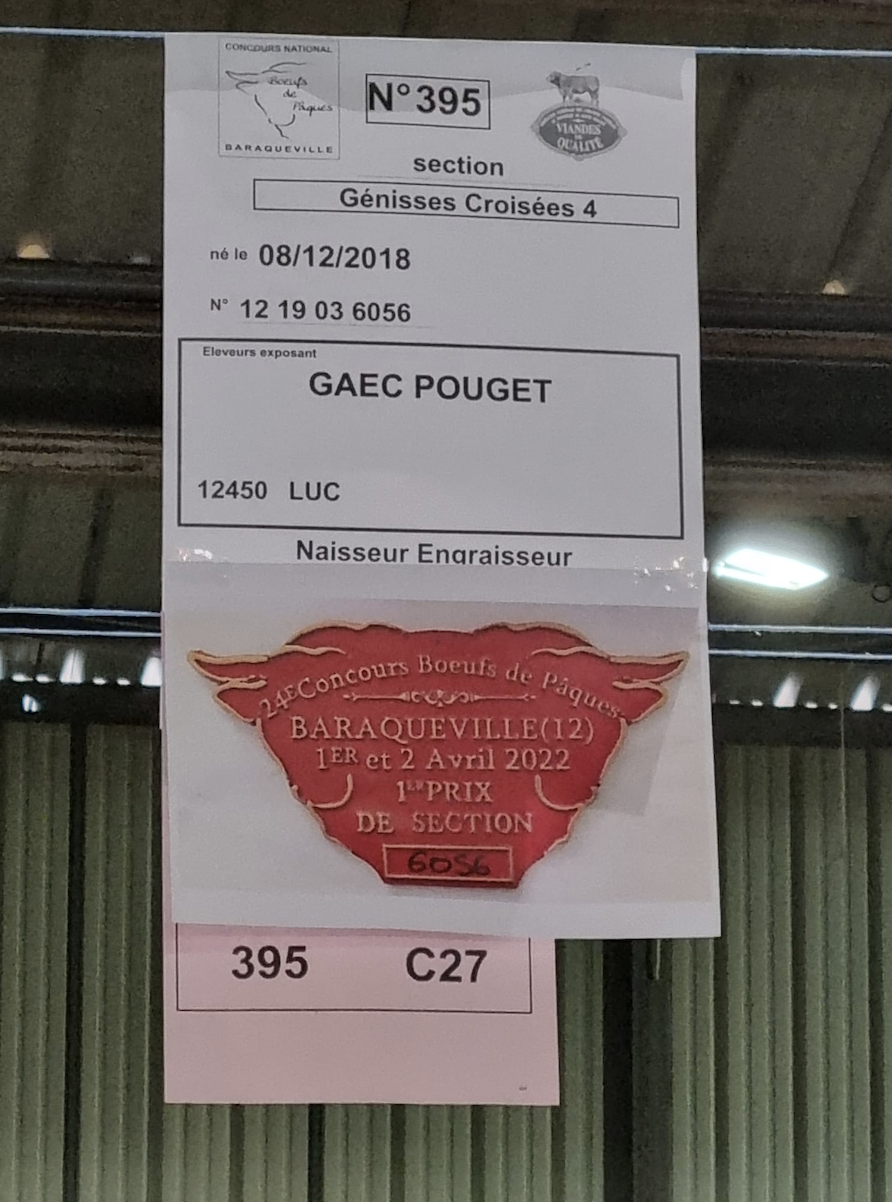 CONCOURS NATIONAL
Boeufs
de
Pâques
BARAQUEVILLE
N°395
VIANDES
DE
QUALITÉ
section
Génisses Croisées 4
né le 08/12/2018
N° 12 19 03 6056
Eleveurs exposant
GAEC POUGET
12450 LUC
Naisseur Engraisseur
24E Concours Boeufs de Pâques
BARAQUEVILLE(12)
1ER et 2 Avril 2022
1ER PRIX
DE SECTION
6056
395 C27